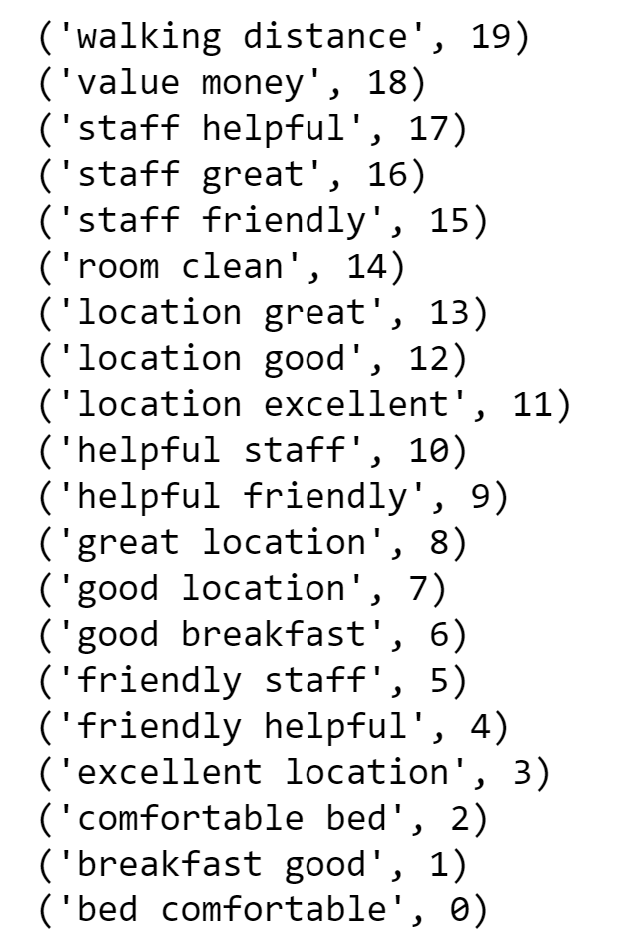 ('walking distance', 19)
('value money', 18)
('staff helpful', 17)
('staff great', 16)
('staff friendly', 15)
('room clean', 14)
('location great', 13)
('location good', 12)
('location excellent', 11)
('helpful staff', 10)
('helpful friendly', 9)
('great location', 8)
('good location', 7)
('good breakfast', 6)
('friendly staff', 5)
('friendly helpful', 4)
('excellent location', 3)
('comfortable bed', 2)
('breakfast good', 1)
('bed comfortable', 0)